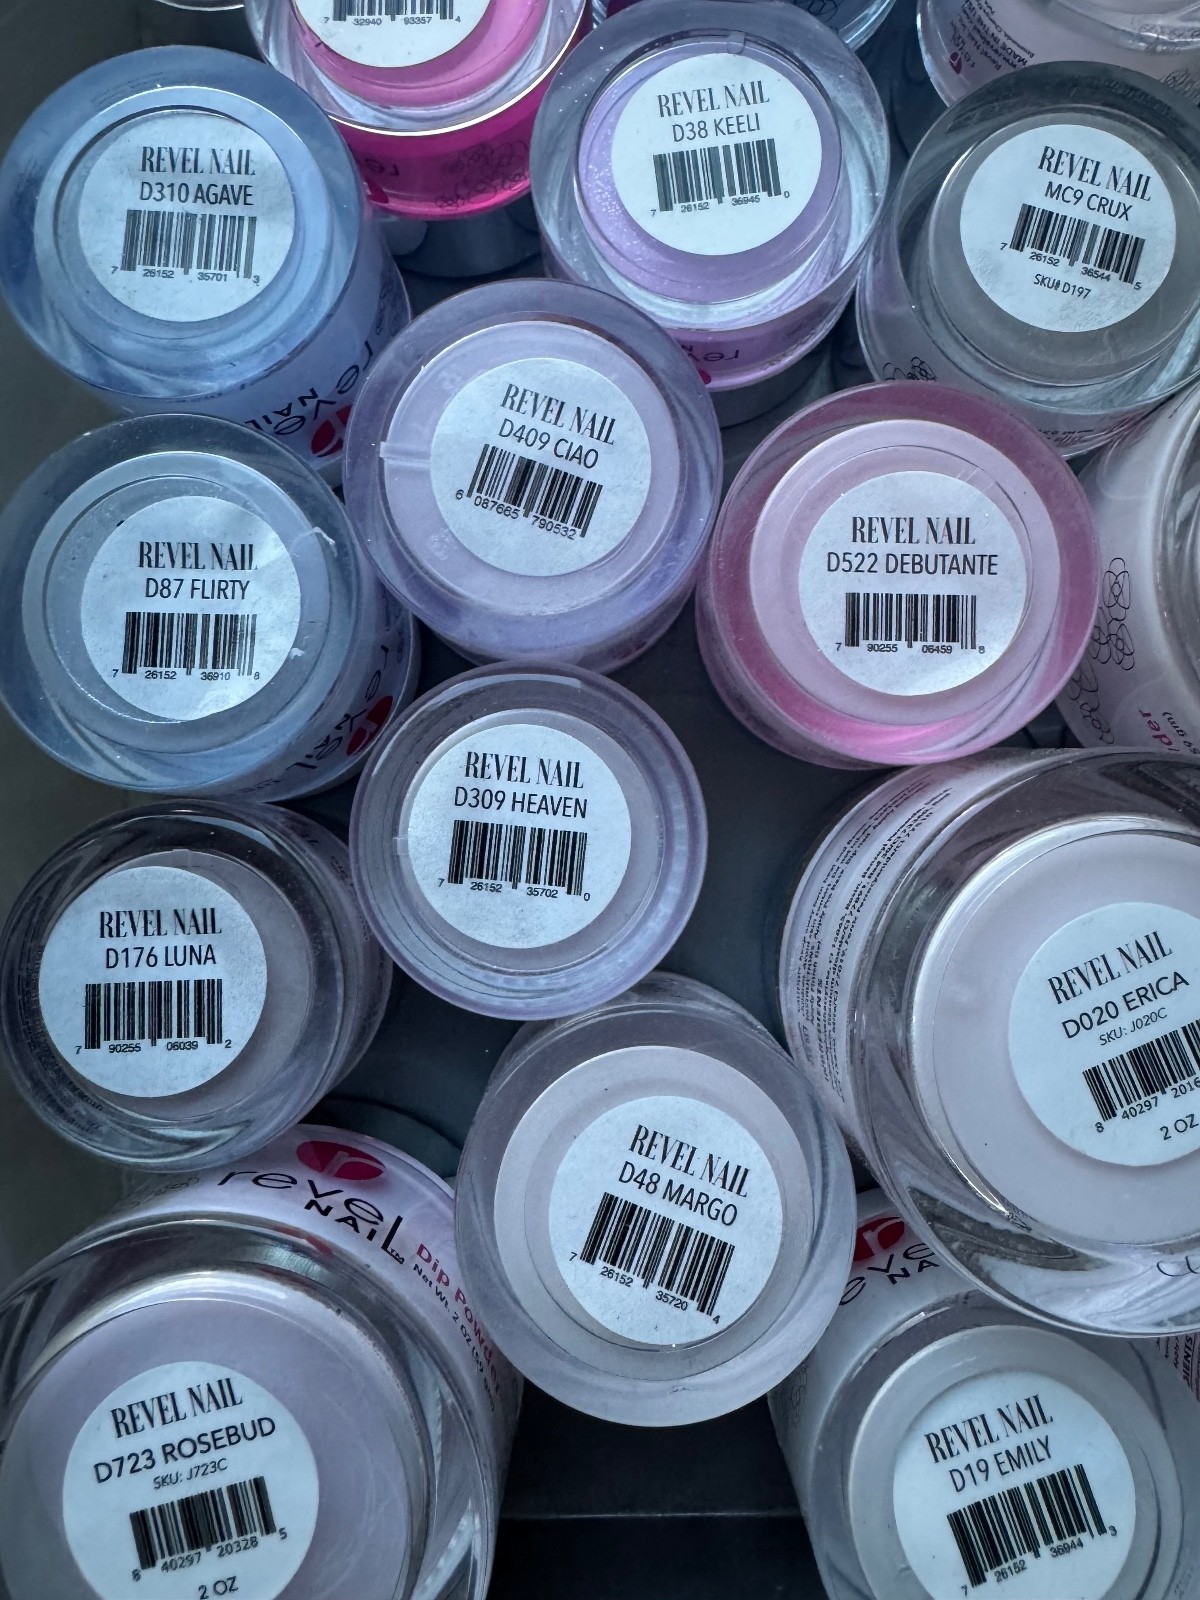 7 32940 93357 4
REVEL NAIL
D310 AGAVE
7 26152 35701 3
REVEL NAIL
D38 KEELI
7 26152 36945 0
REVEL NAIL
MC9 CRUX
7 26152 36544 5
SKU# D197
REVEL NAIL
D409 CIAO
6 087665 790532
REVEL NAIL
D87 FLIRTY
7 26152 36910 8
REVEL NAIL
D522 DEBUTANTE
7 90255 06459 8
REVEL NAIL
D309 HEAVEN
7 26152 35702 0
REVEL NAIL
D176 LUNA
7 90255 06039 2
REVEL NAIL
D020 ERICA
SKU: J020C
8 40297 2016
2 OZ
REVEL NAIL
D48 MARGO
7 26152 35720 4
revel
NAIL
Dip Powder
REVEL NAIL
D723 ROSEBUD
SKU: J723C
8 40297 20328 5
2 OZ
REVEL NAIL
D19 EMILY
7 26152 36944 3